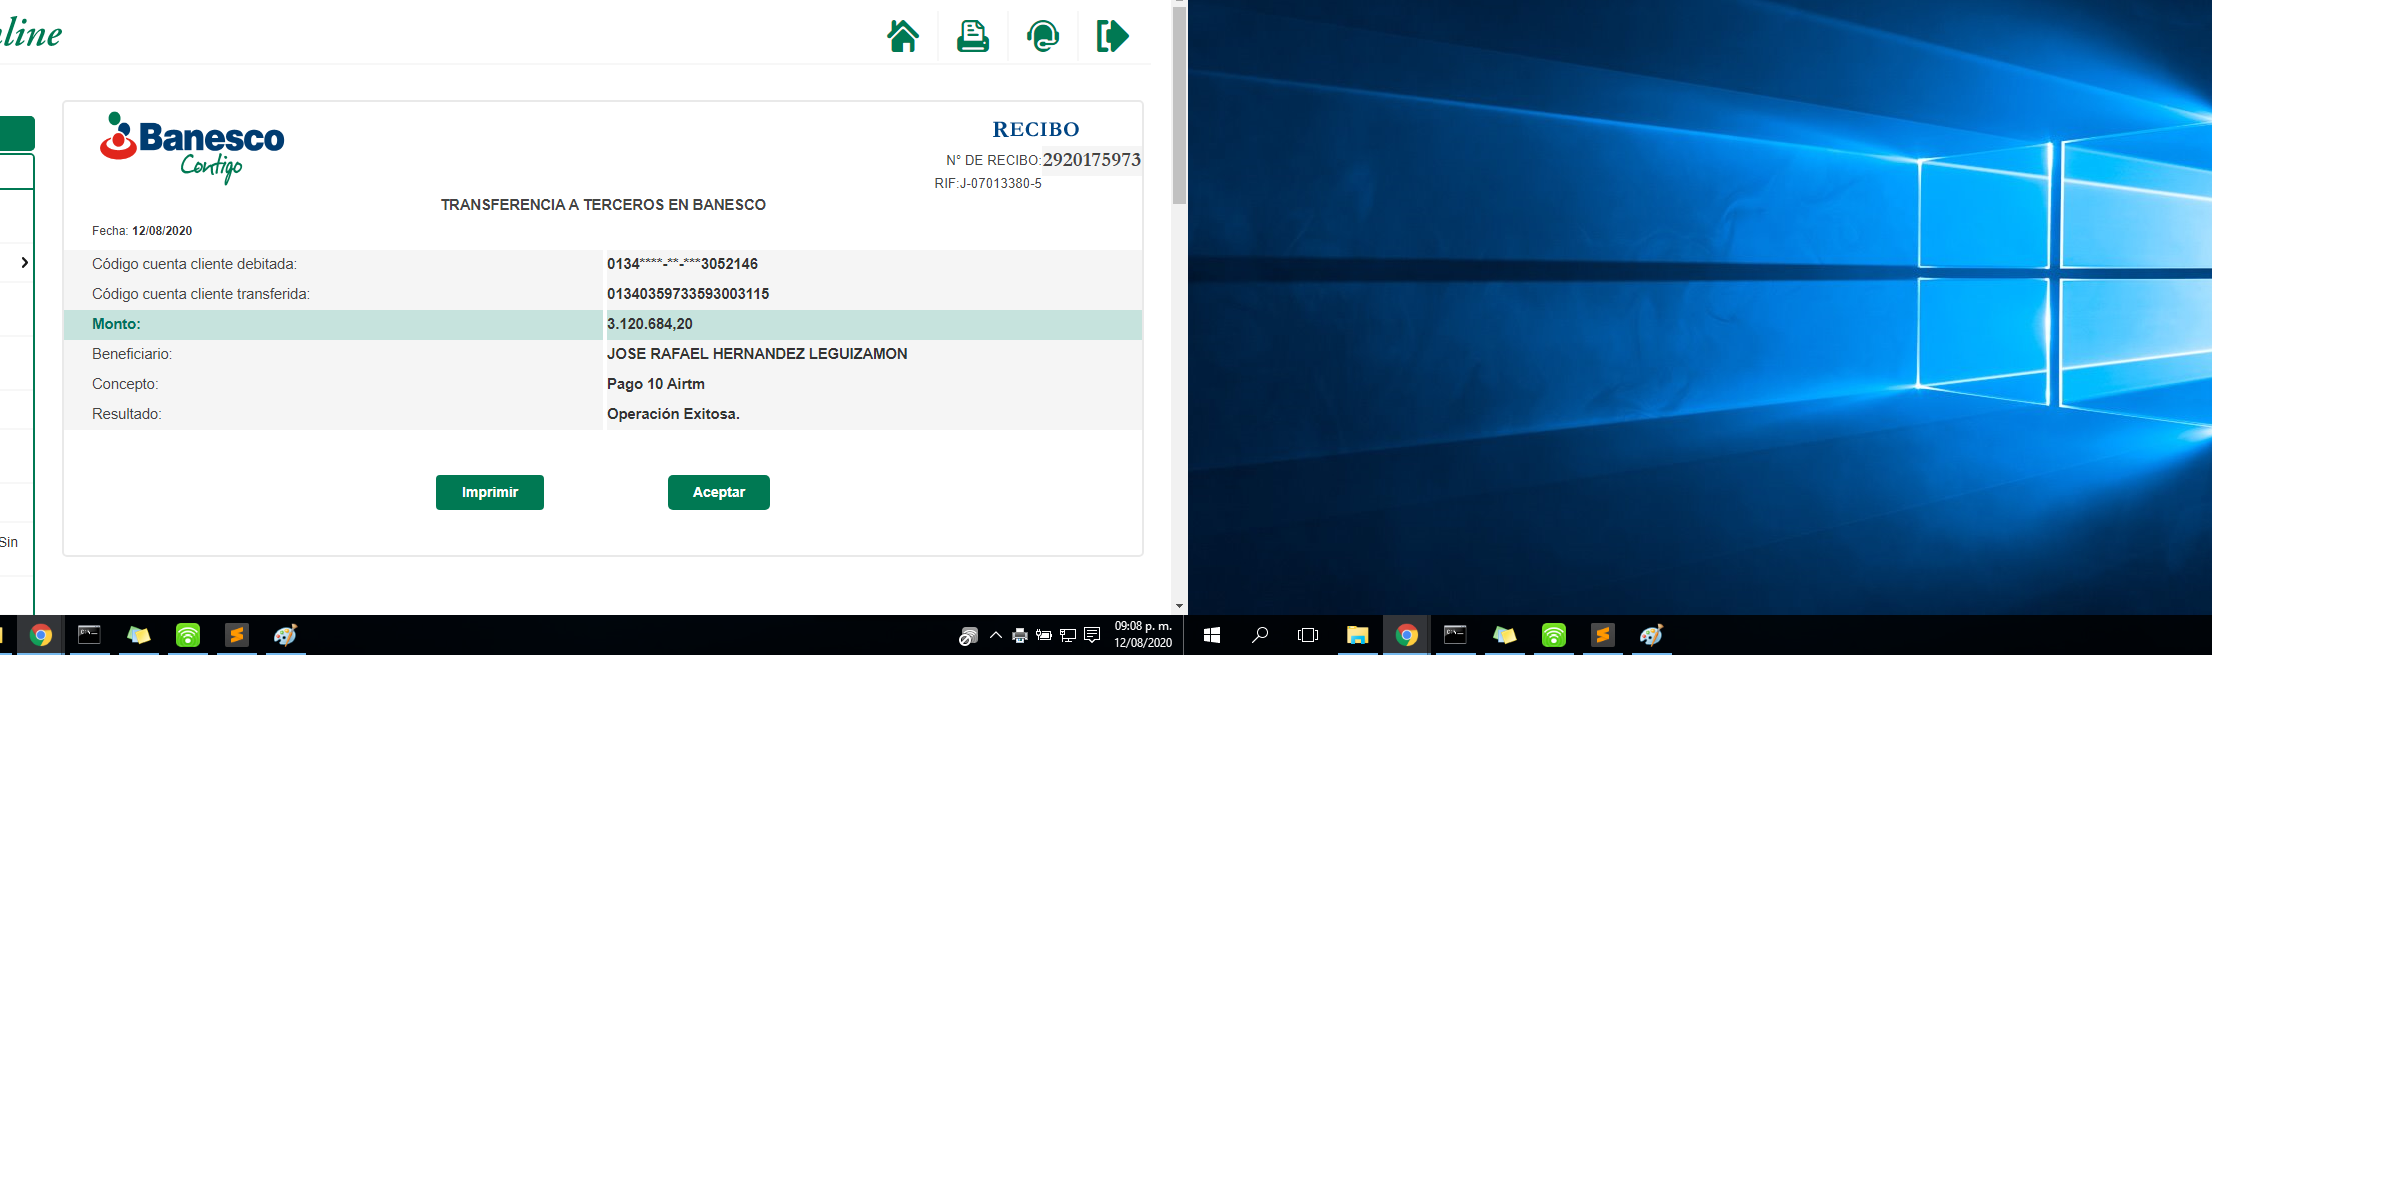 Banesco
Contigo
RECIBO
N° DE RECIBO:2920175973
RIF:J-07013380-5
TRANSFERENCIA A TERCEROS EN BANESCO
Fecha: 12/08/2020
Código cuenta cliente debitada: 0134****-**-***3052146
Código cuenta cliente transferida: 01340359733593003115
Monto: 3.120.684,20
Beneficiario: JOSE RAFAEL HERNANDEZ LEGUIZAMON
Concepto: Pago 10 Airtm
Resultado: Operación Exitosa.
Imprimir Aceptar
Sin
09:08 p. m.
12/08/2020